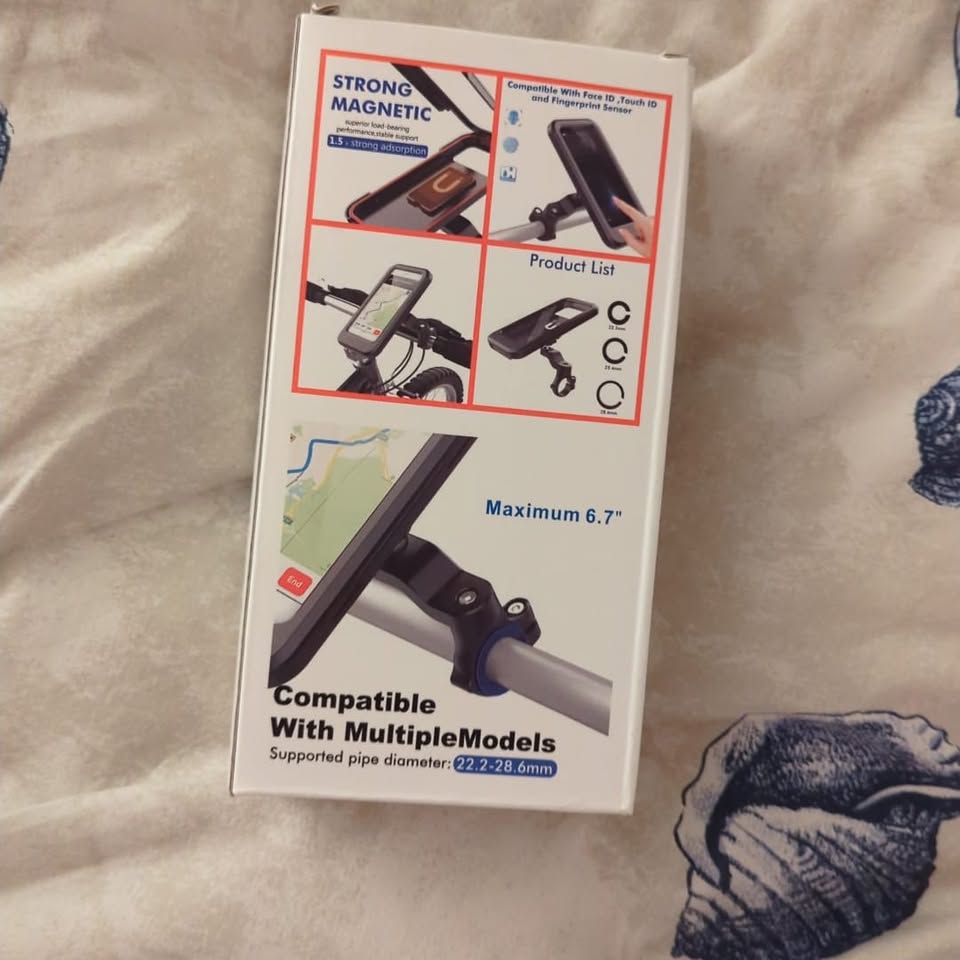 STRONG
MAGNETIC
superior load-bearing
performance,stable support
1.5 x strong adsorption
Compatible With Face ID ,Touch ID
and Fingerprint Sensor
Product List
Maximum 6.7"
End
Compatible
With MultipleModels
Supported pipe diameter: 22.2-28.6mm